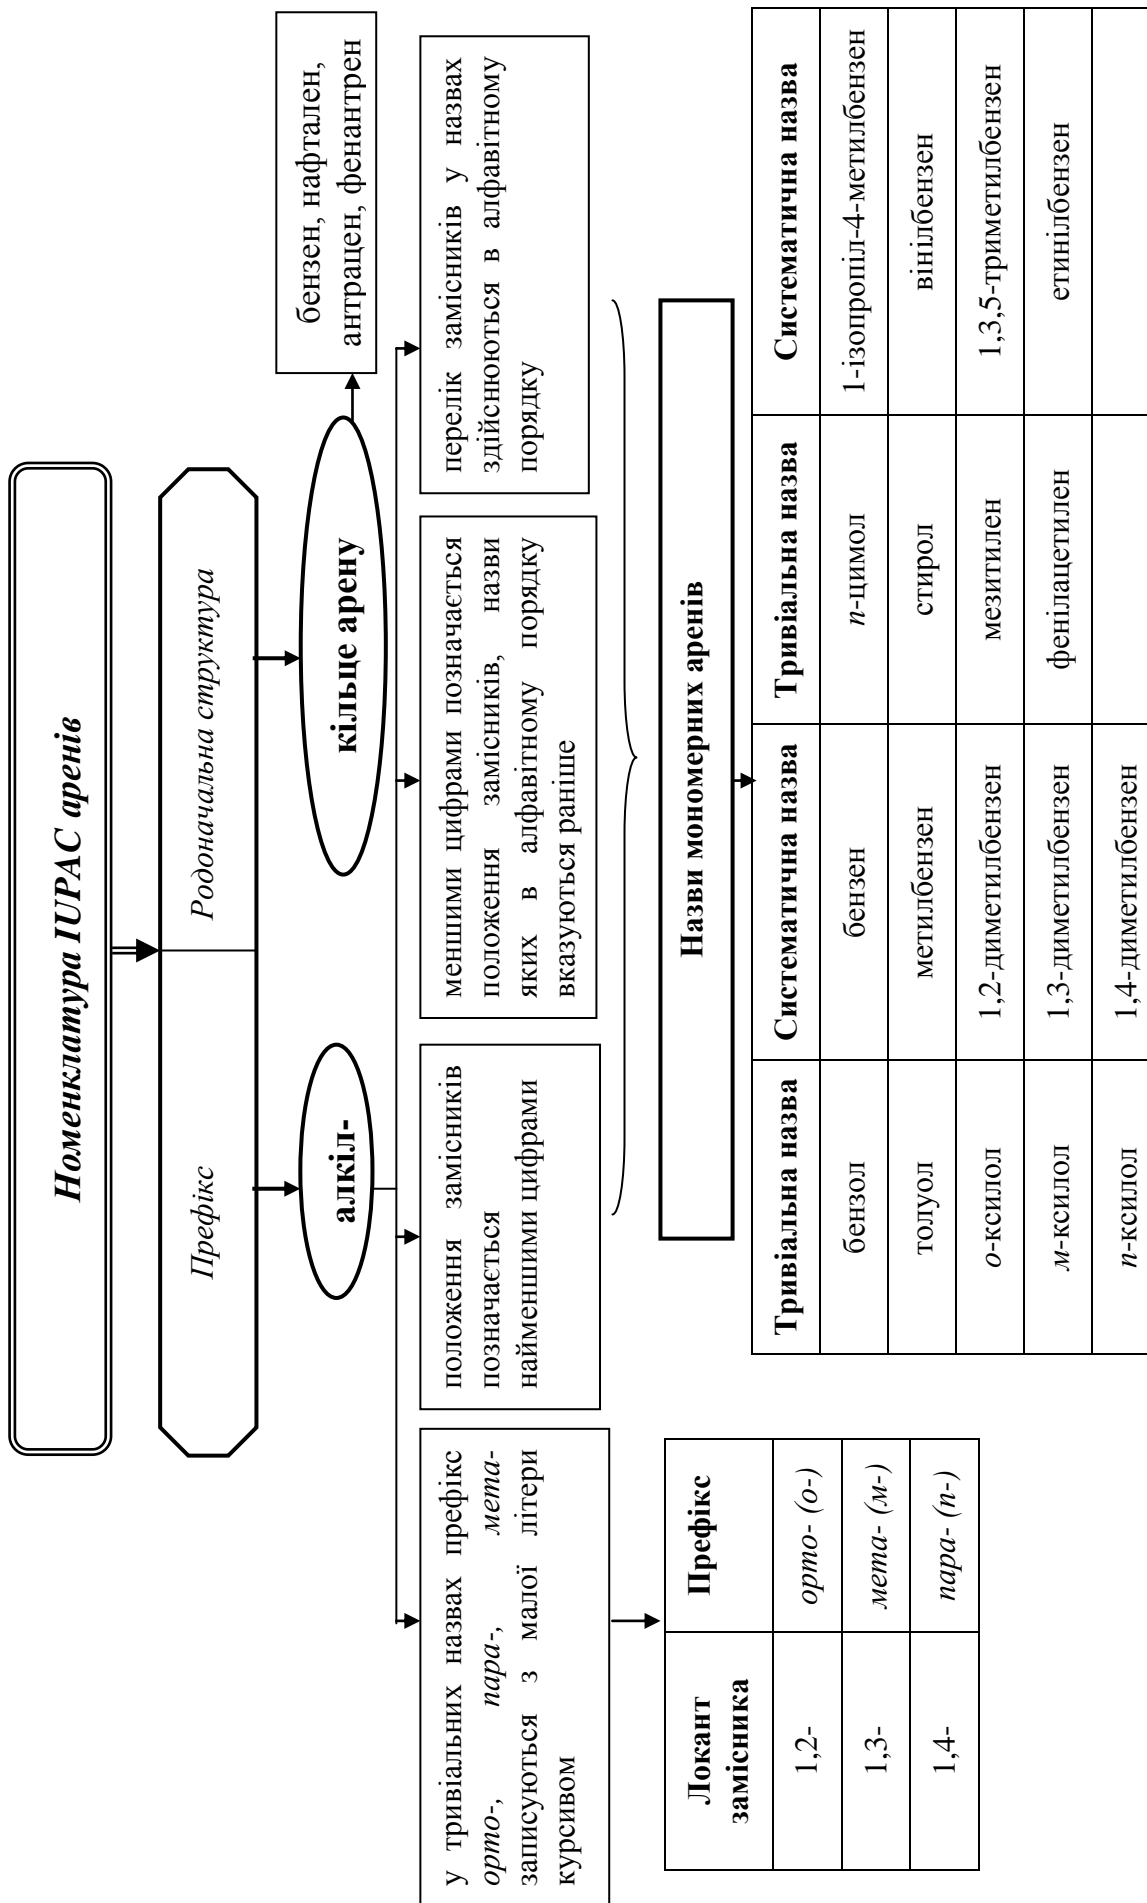 Номенклатура IUPAC аренів
Префікс
Родоначальна структура
алкіл-
кільце арену
бензен, нафтален,
антрацен, фенантрен
у тривіальних назвах префікс
орто-, пара-, мета-
записуються з малої літери
курсивом
положення замісників
позначається
найменшими цифрами
меншими цифрами позначається
положення замісників, назви
яких в алфавітному порядку
вказуються раніше
перелік замісників у назвах
здійснюються в алфавітному
порядку
Локант
замісника
Префікс
1,2- орто- (о-)
1,3- мета- (м-)
1,4- пара- (п-)
Назви мономерних аренів
Тривіальна назва Систематична назва Тривіальна назва Систематична назва
бензол бензен п-цимол 1-ізопропіл-4-метилбензен
толуол метилбензен стирол вінілбензен
о-ксилол 1,2-диметилбензен мезитилен 1,3,5-триметилбензен
м-ксилол 1,3-диметилбензен фенілацетилен етинілбензен
п-ксилол 1,4-диметилбензен